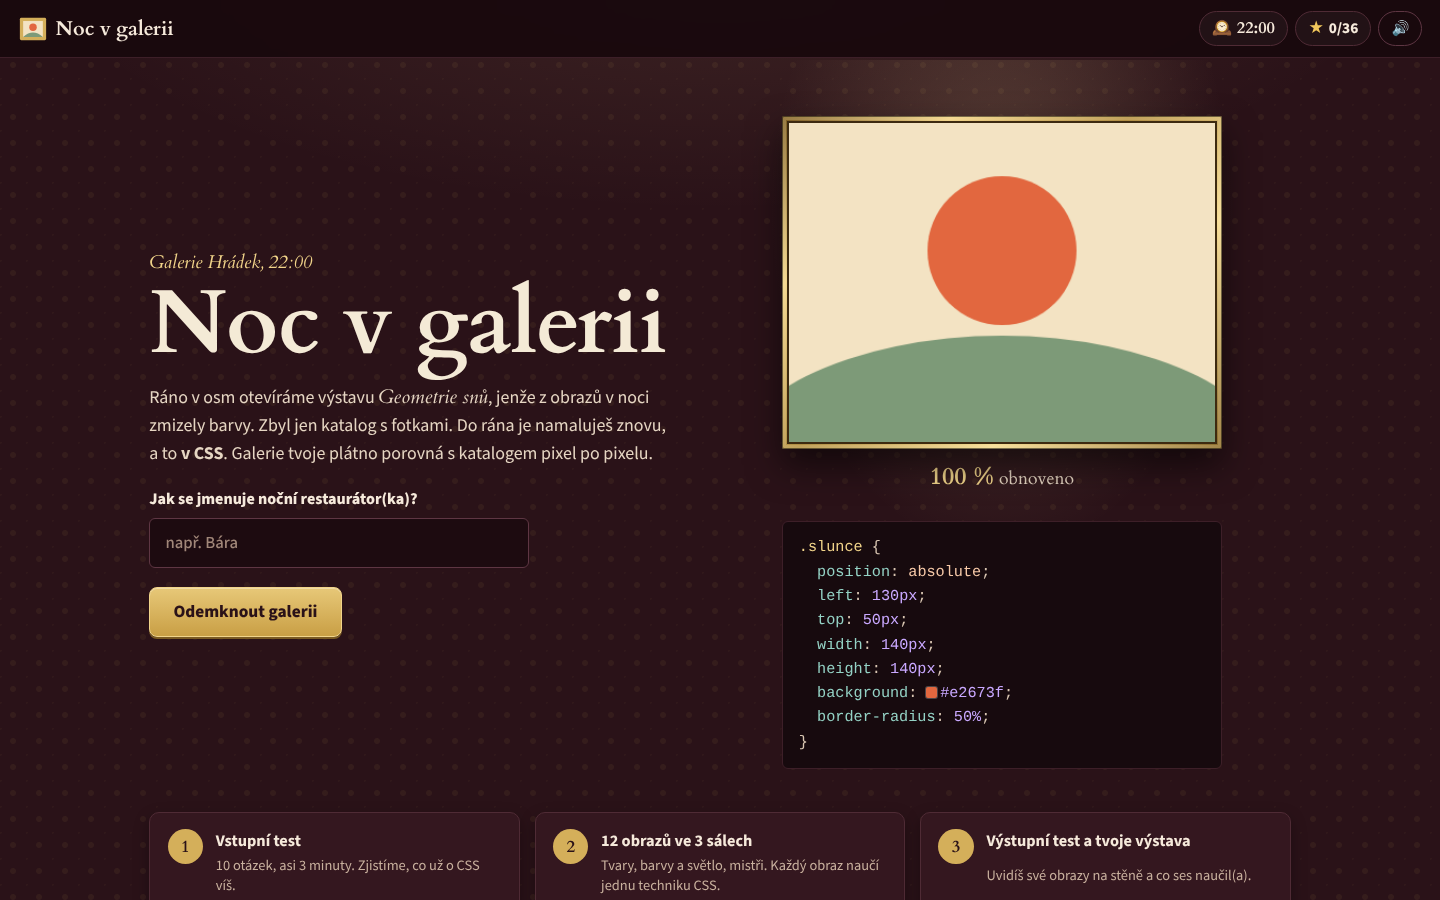 Noc v galerii
22:00
★ 0/36
Galerie Hrádek, 22:00
Noc v galerii
Ráno v osm otevíráme výstavu Geometrie snů, jenže z obrazů v noci
zmizely barvy. Zbyl jen katalog s fotkami. Do rána je namaluješ znovu,
a to v CSS. Galerie tvoje plátno porovná s katalogem pixel po pixelu.
Jak se jmenuje noční restaurátor(ka)?
např. Bára
Odemknout galerii
100 % obnoveno
.slunce {
position: absolute;
left: 130px;
top: 50px;
width: 140px;
height: 140px;
background: #e2673f;
border-radius: 50%;
}
1
Vstupní test
10 otázek, asi 3 minuty. Zjistíme, co už o CSS
víš.
2
12 obrazů ve 3 sálech
Tvary, barvy a světlo, mistři. Každý obraz naučí
jednu techniku CSS.
3
Výstupní test a tvoje výstava
Uvidíš své obrazy na stěně a co ses naučil(a).